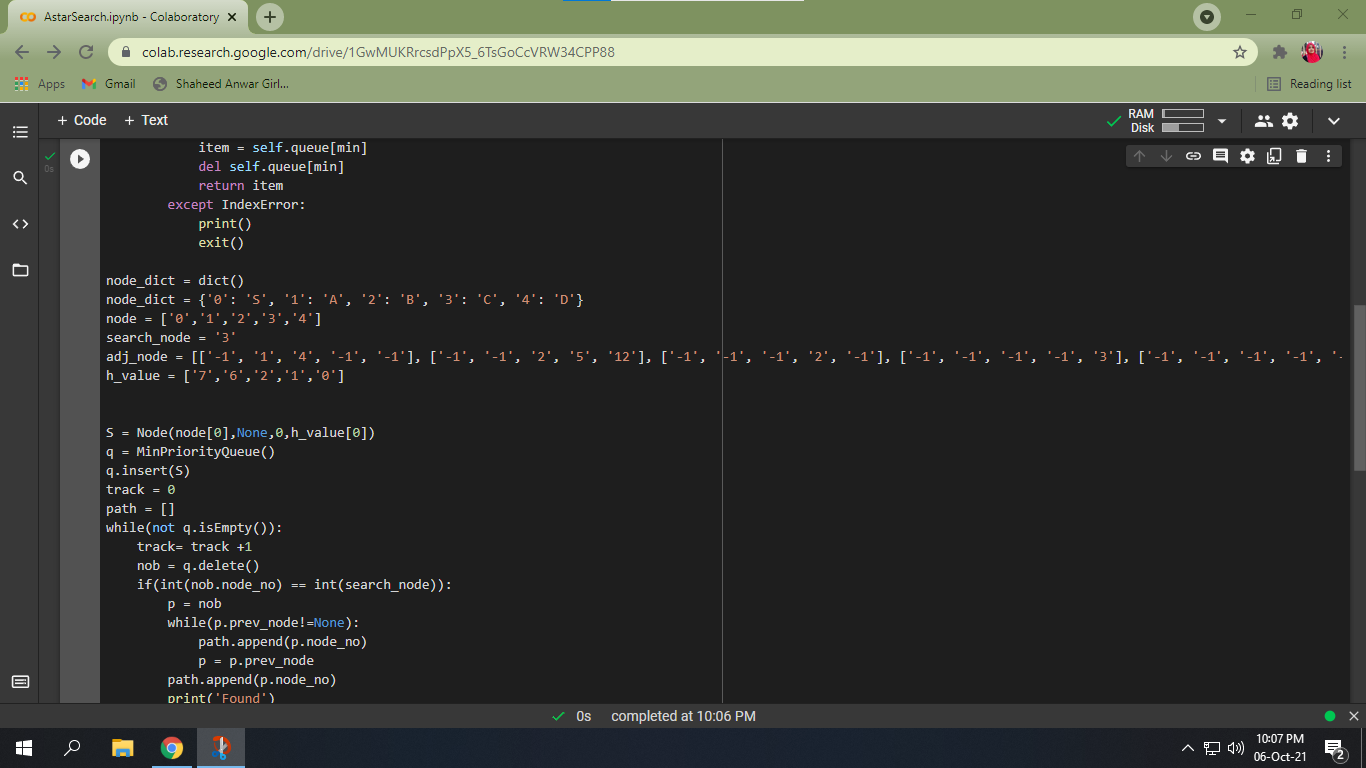 AstarSearch.ipynb - Colaboratory
colab.research.google.com/drive/1GwMUKRrcsdPpX5_6TsGoCcVRW34CPP88
Apps Gmail Shaheed Anwar Girl... Reading list
+ Code + Text RAM
Disk
0s
item = self.queue[min]
del self.queue[min]
return item
except IndexError:
print()
exit()
node_dict = dict()
node_dict = {'0': 'S', '1': 'A', '2': 'B', '3': 'C', '4': 'D'}
node = ['0','1','2','3','4']
search_node = '3'
adj_node = [['-1', '1', '4', '-1', '-1'], ['-1', '-1', '2', '5', '12'], ['-1', '-1', '-1', '2', '-1'], ['-1', '-1', '-1', '-1', '3'], ['-1', '-1', '-1', '-1', '-
h_value = ['7','6','2','1','0']
S = Node(node[0],None,0,h_value[0])
q = MinPriorityQueue()
q.insert(S)
track = 0
path = []
while(not q.isEmpty()):
track= track +1
nob = q.delete()
if(int(nob.node_no) == int(search_node)):
p = nob
while(p.prev_node!=None):
path.append(p.node_no)
p = p.prev_node
path.append(p.node_no)
print('Found')
0s completed at 10:06 PM
10:07 PM
06-Oct-21
2